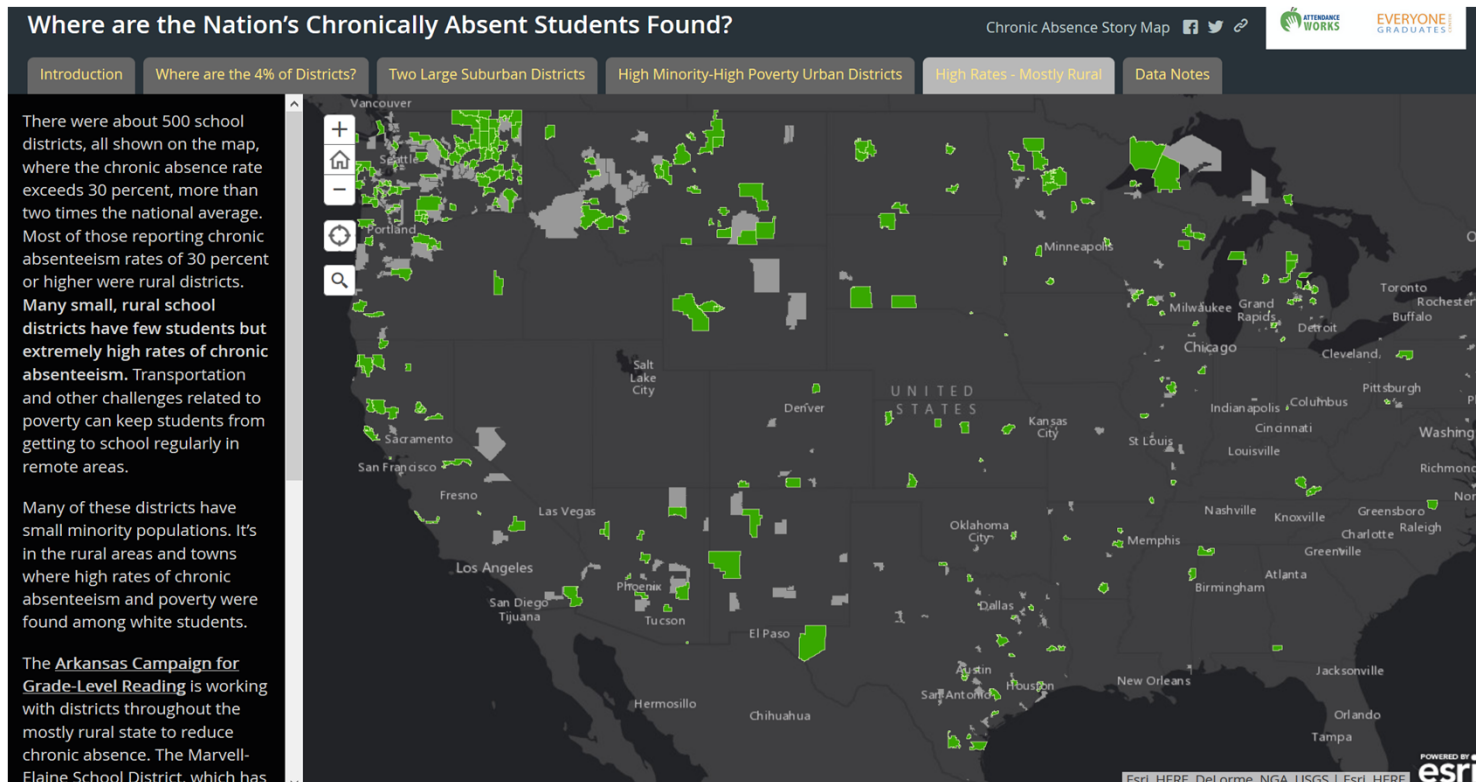 Where are the Nation's Chronically Absent Students Found?
Chronic Absence Story Map
ATTENDANCE
WORKS
EVERYONE
GRADUATES
Introduction
Where are the 4% of Districts?
Two Large Suburban Districts
High Minority-High Poverty Urban Districts
High Rates - Mostly Rural
Data Notes
There were about 500 school
districts, all shown on the map,
where the chronic absence rate
exceeds 30 percent, more than
two times the national average.
Most of those reporting chronic
absenteeism rates of 30 percent
or higher were rural districts.
Many small, rural school
districts have few students but
extremely high rates of chronic
absenteeism. Transportation
and other challenges related to
poverty can keep students from
getting to school regularly in
remote areas.
Many of these districts have
small minority populations. It's
in the rural areas and towns
where high rates of chronic
absenteeism and poverty were
found among white students.
The Arkansas Campaign for
Grade-Level Reading is working
with districts throughout the
mostly rural state to reduce
chronic absence. The Marvell-
Elaine School District, which has
Vancouver
Seattle
Portland
Minneapolis
Toronto
Rochester
Buffalo
Milwaukee
Grand
Rapids
Detroit
Chicago
Cleveland
Salt
Lake
City
UNITED
STATES
Denver
Pittsburgh
Indianapolis
Columbus
Kansas
City
Cincinnati
Washing
Sacramento
St Louis
Louisville
San Francisco
Richmond
Fresno
Nor
Las Vegas
Nashville
Knoxville
Greensboro
Raleigh
Oklahoma
City
Charlotte
Memphis
Greenville
Los Angeles
Atlanta
Phoenix
Birmingham
San Diego
Tijuana
Tucson
Dallas
El Paso
Austin
Jacksonville
New Orleans
San Antonio
Houston
Hermosillo
Chihuahua
Orlando
Tampa
POWERED BY
esri
Esri, HERE, DeLorme, NGA, USGS | Esri, HERE